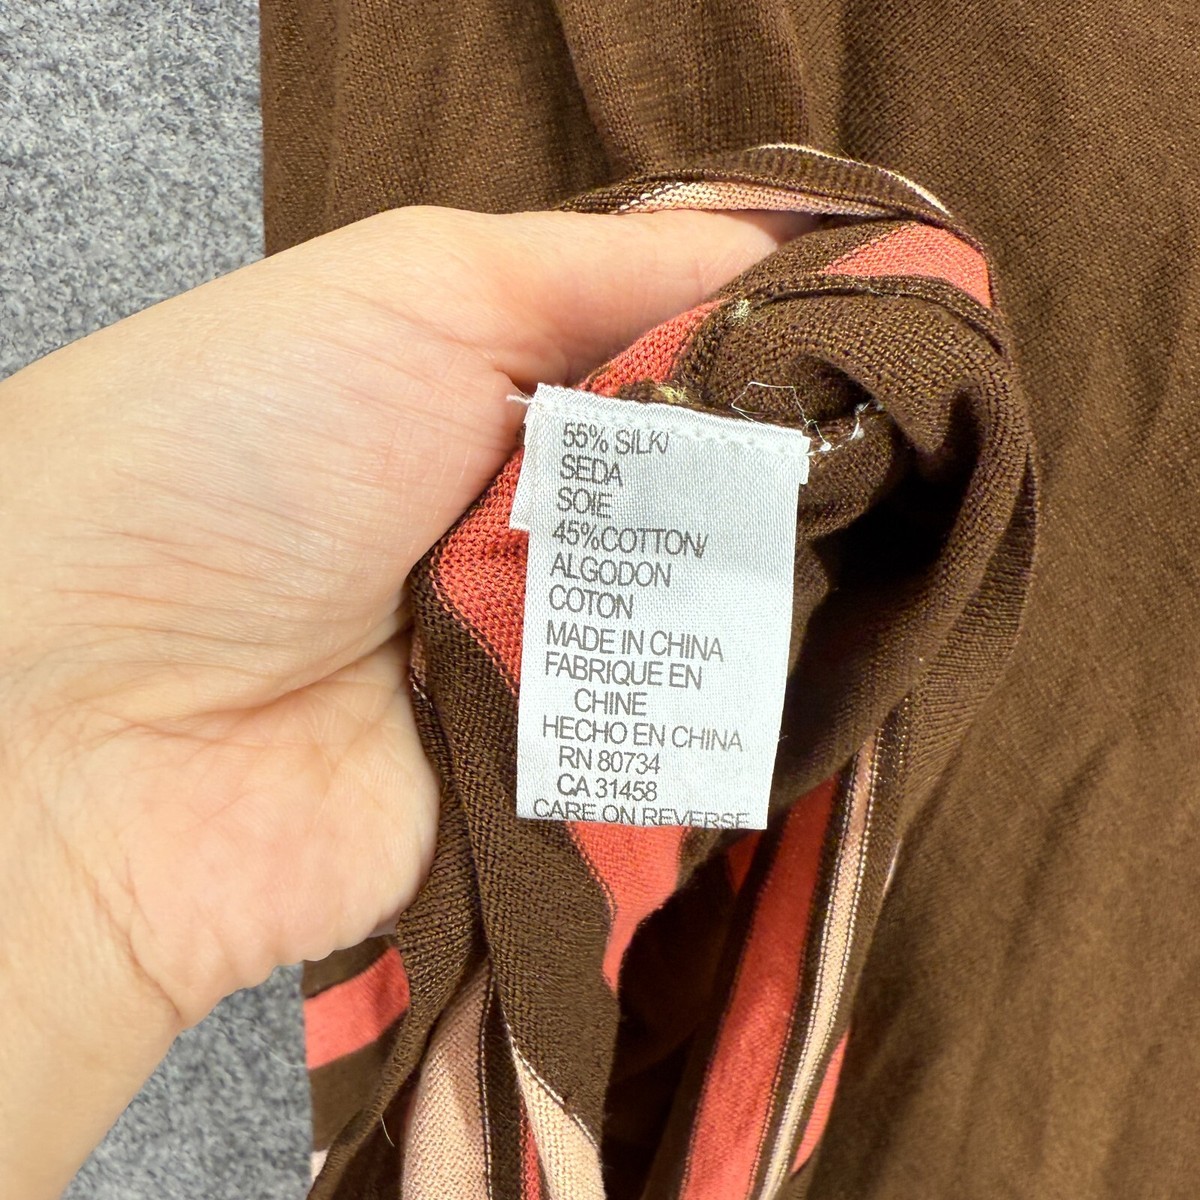 55% SILK/
SEDA
SOIE
45%COTTON/
ALGODON
COTON
MADE IN CHINA
FABRIQUE EN
CHINE
HECHO EN CHINA
RN 80734
CA 31458
CARE ON REVERSE